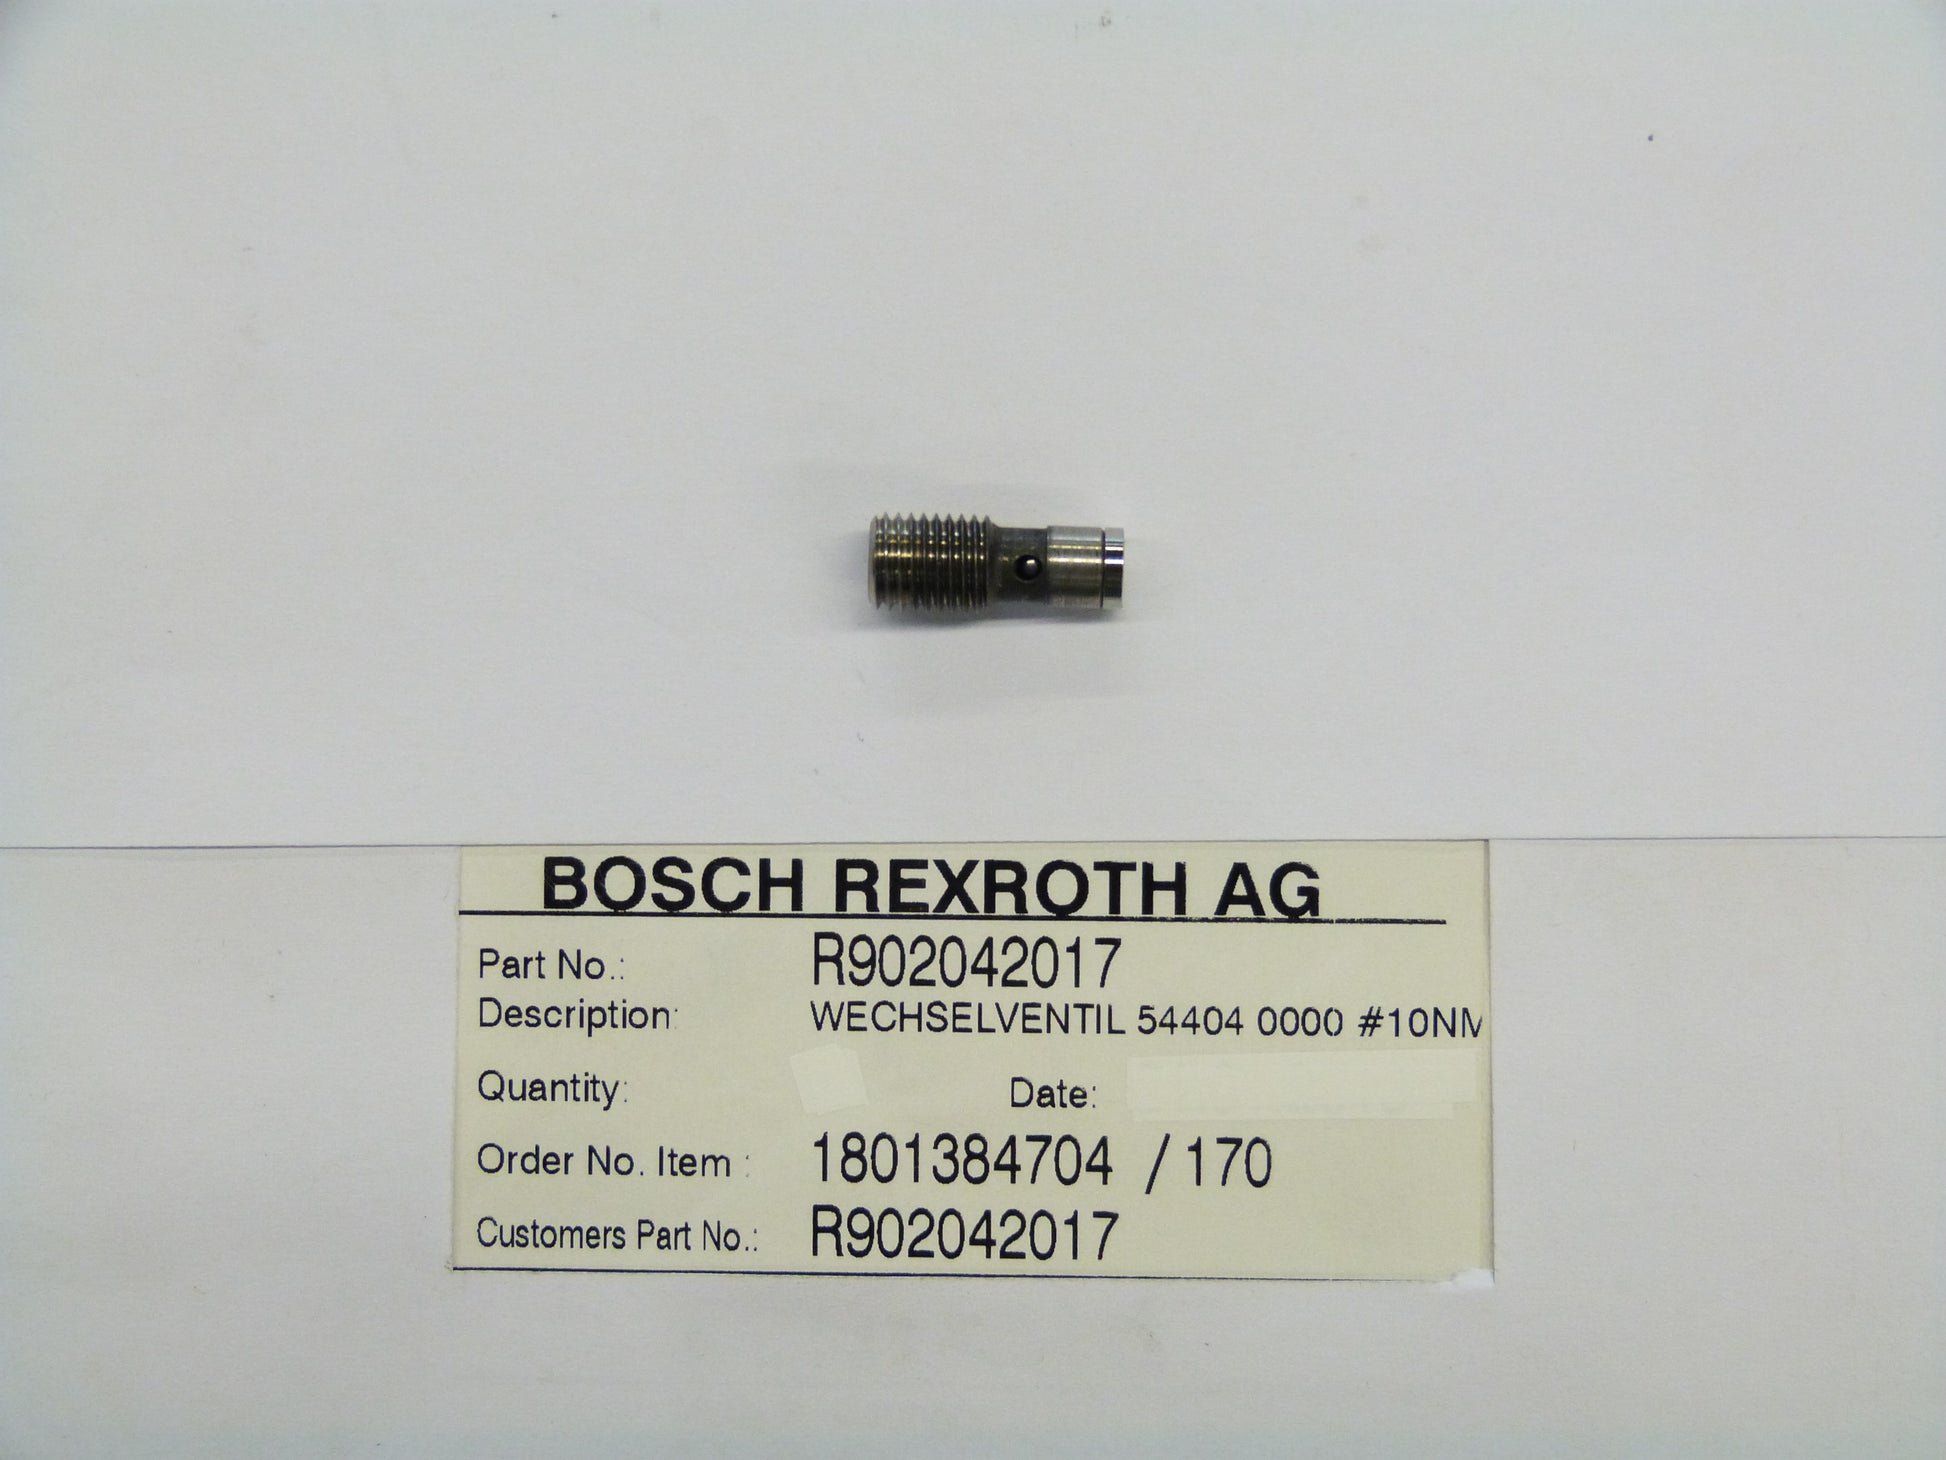 BOSCH REXROTH AG
Part No.: R902042017
Description: WECHSELVENTIL 54404 0000 #10NM
Quantity: Date:
Order No. Item : 1801384704 / 170
Customers Part No.: R902042017